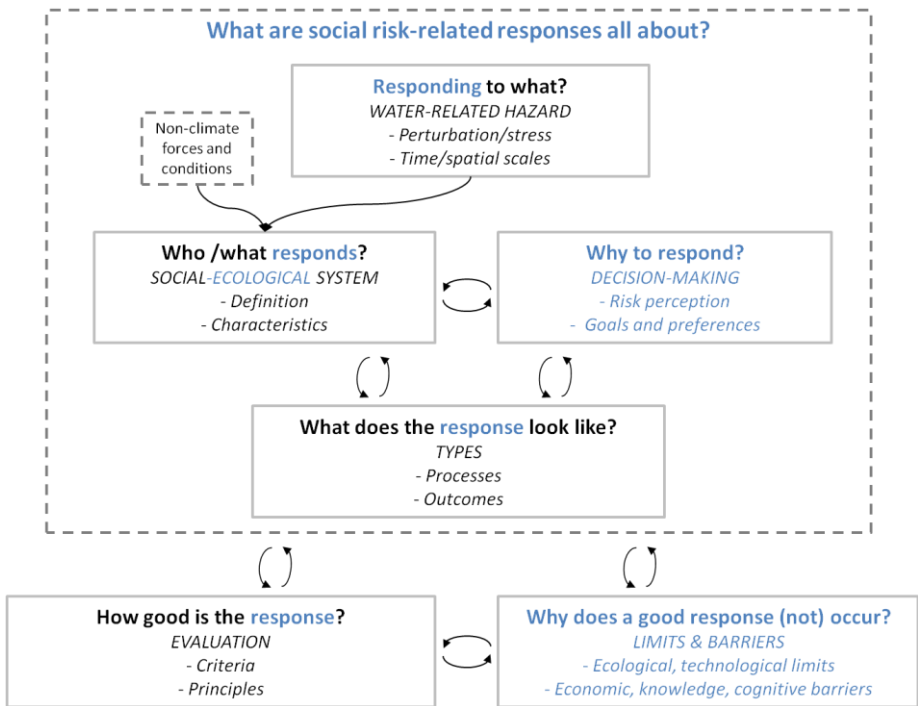 What are social risk-related responses all about?
Responding to what?
WATER-RELATED HAZARD
- Perturbation/stress
- Time/spatial scales
Non-climate
forces and
conditions
Who /what responds?
SOCIAL-ECOLOGICAL SYSTEM
- Definition
- Characteristics
Why to respond?
DECISION-MAKING
- Risk perception
- Goals and preferences
What does the response look like?
TYPES
- Processes
- Outcomes
How good is the response?
EVALUATION
- Criteria
- Principles
Why does a good response (not) occur?
LIMITS & BARRIERS
- Ecological, technological limits
- Economic, knowledge, cognitive barriers